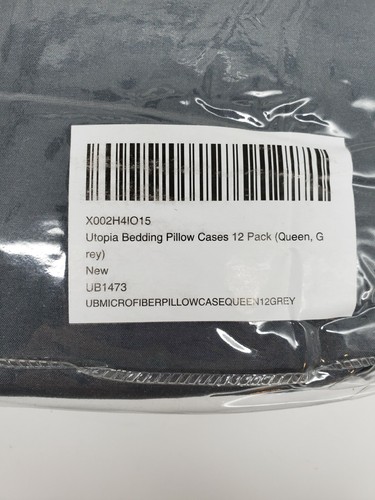 X002H4IO15
Utopia Bedding Pillow Cases 12 Pack (Queen, G
rey)
New
UB1473
UBMICROFIBERPILLOWCASEQUEEN12GREY